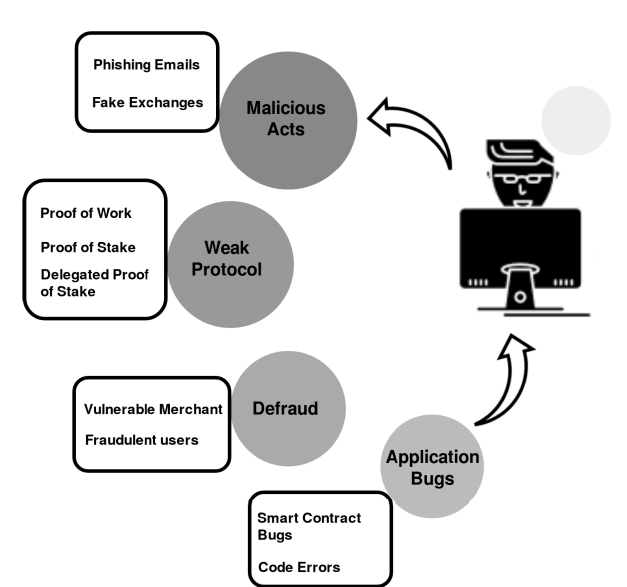 Phishing Emails
Fake Exchanges
Malicious
Acts
Proof of Work
Proof of Stake
Delegated Proof
of Stake
Weak
Protocol
Vulnerable Merchant
Fraudulent users
Defraud
Application
Bugs
Smart Contract
Bugs
Code Errors